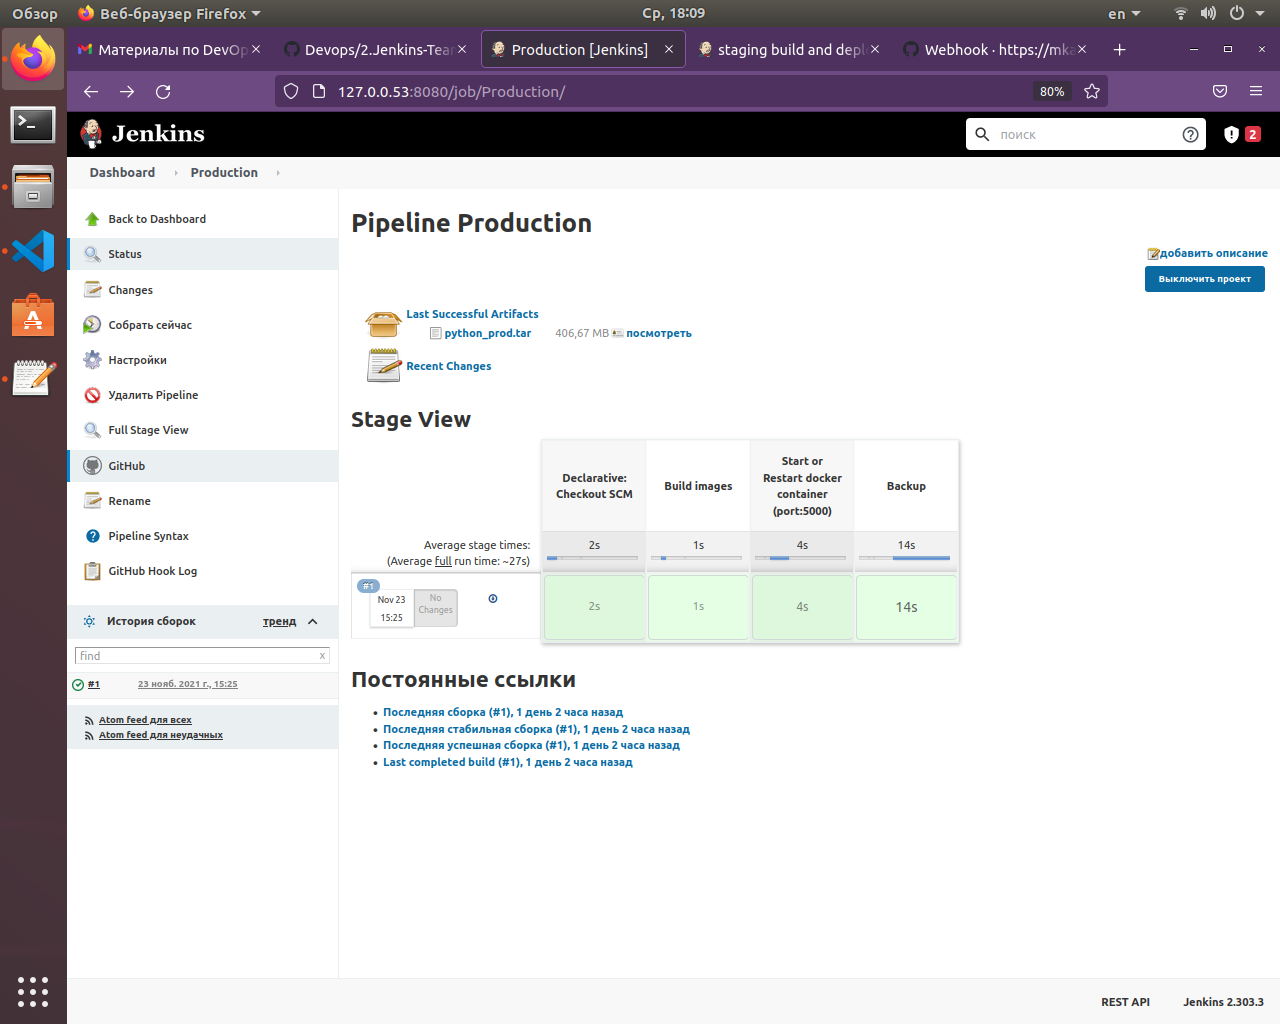 Обзор
Веб-браузер Firefox
Ср, 18:09
en
Материалы по DevOp
Devops/2.Jenkins-Tear
Production [Jenkins]
staging build and depl
Webhook · https://mka
127.0.0.53:8080/job/Production/
80%
Jenkins
поиск
2
Dashboard
Production
Back to Dashboard
Status
Changes
Собрать сейчас
Настройки
Удалить Pipeline
Full Stage View
GitHub
Rename
Pipeline Syntax
GitHub Hook Log
История сборок
тренд
find
x
#1
23 нояб. 2021 г., 15:25
Atom feed для всех
Atom feed для неудачных
Pipeline Production
добавить описание
Выключить проект
Last Successful Artifacts
python_prod.tar
406,67 MB
посмотреть
Recent Changes
Stage View
Declarative:
Checkout SCM
Build images
Start or
Restart docker
container
(port:5000)
Backup
Average stage times:
(Average full run time: ~27s)
2s
1s
4s
14s
#1
Nov 23
15:25
No
Changes
2s
1s
4s
14s
Постоянные ссылки
Последняя сборка (#1), 1 день 2 часа назад
Последняя стабильная сборка (#1), 1 день 2 часа назад
Последняя успешная сборка (#1), 1 день 2 часа назад
Last completed build (#1), 1 день 2 часа назад
REST API
Jenkins 2.303.3